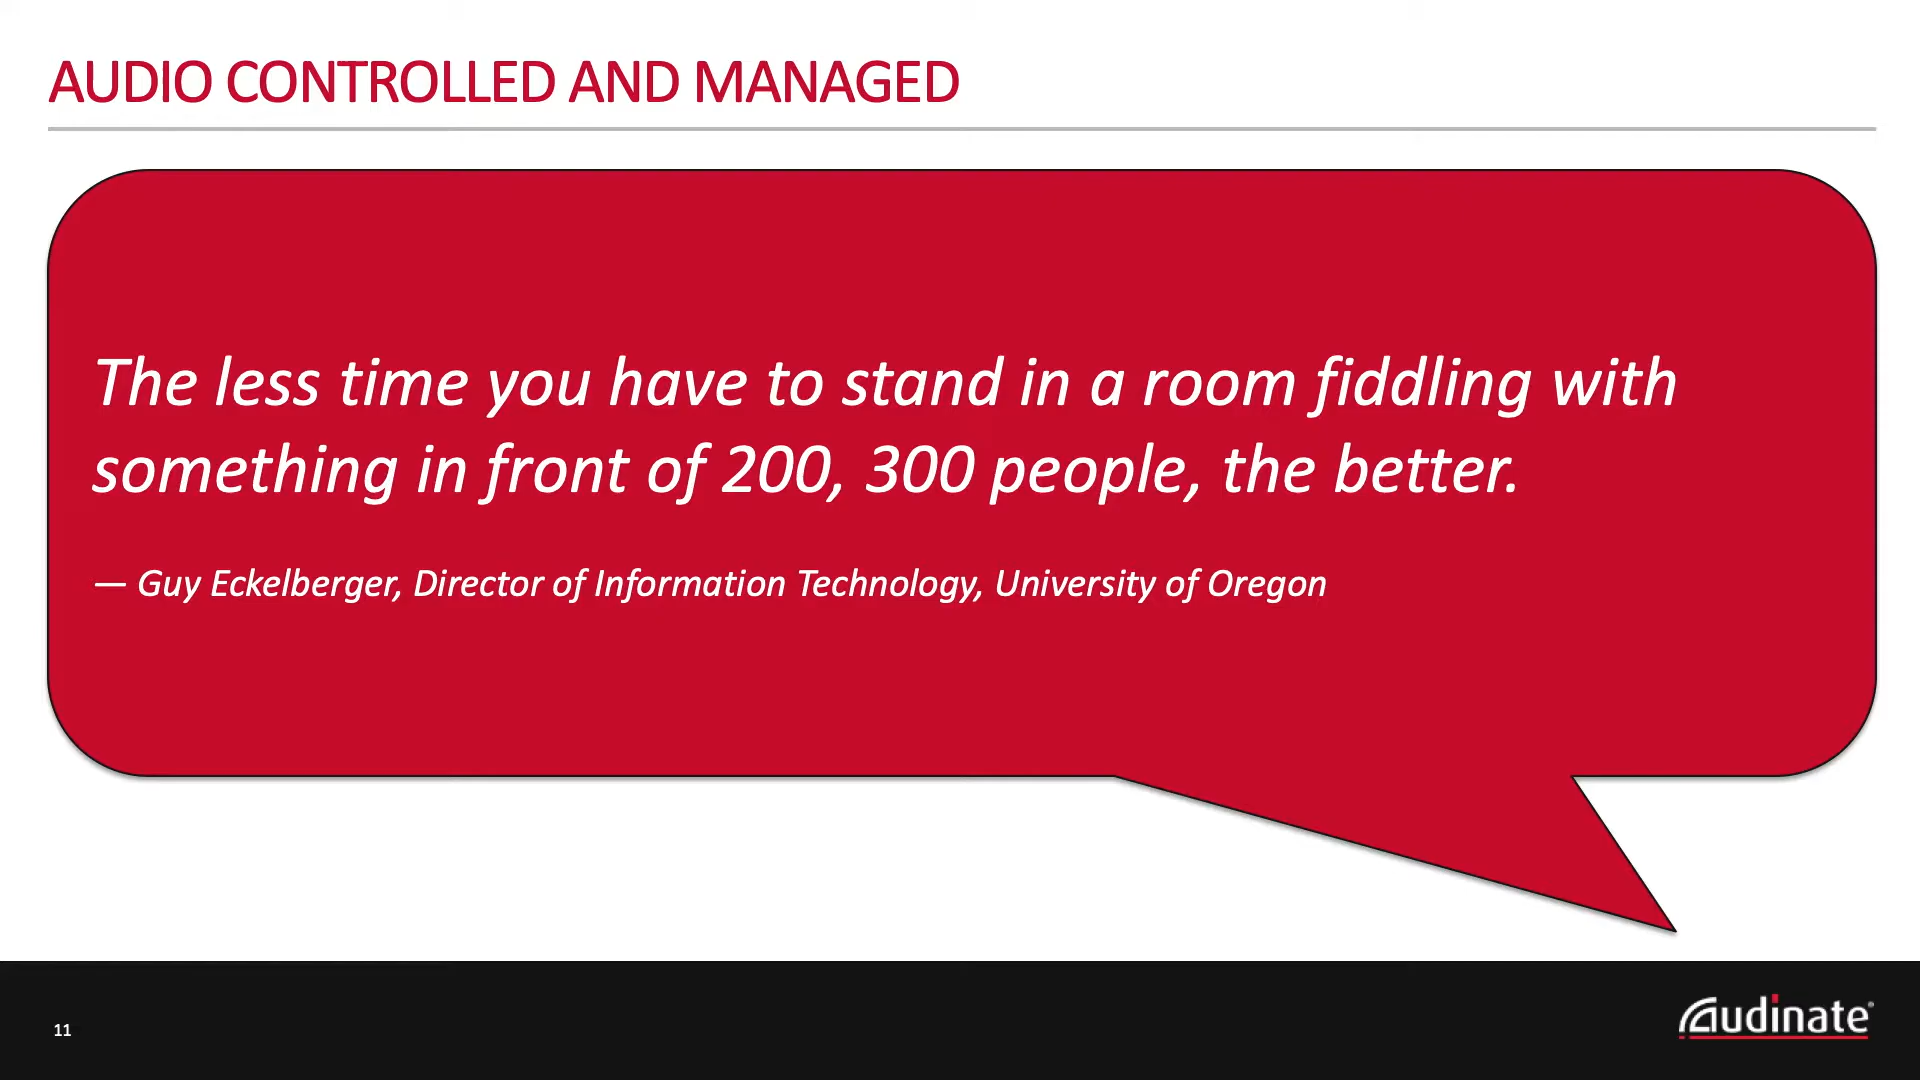 AUDIO CONTROLLED AND MANAGED
The less time you have to stand in a room fiddling with
something in front of 200, 300 people, the better.
— Guy Eckelberger, Director of Information Technology, University of Oregon
11
Audinate®